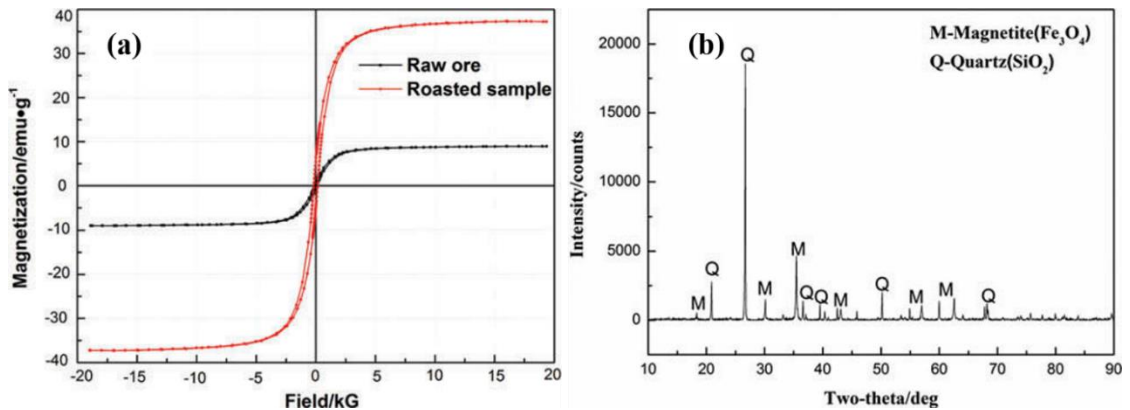 (a)
Raw ore
Roasted sample
Magnetization/emu•g⁻¹
40
30
20
10
0
-10
-20
-30
-40
-20
-15
-10
-5
0
5
10
15
20
Field/kG
(b)
M-Magnetite(Fe₃O₄)
Q-Quartz(SiO₂)
Intensity/counts
20000
15000
10000
5000
0
M
Q
Q
M
M
Q
Q
M
Q
M
M
Q
10
20
30
40
50
60
70
80
90
Two-theta/deg